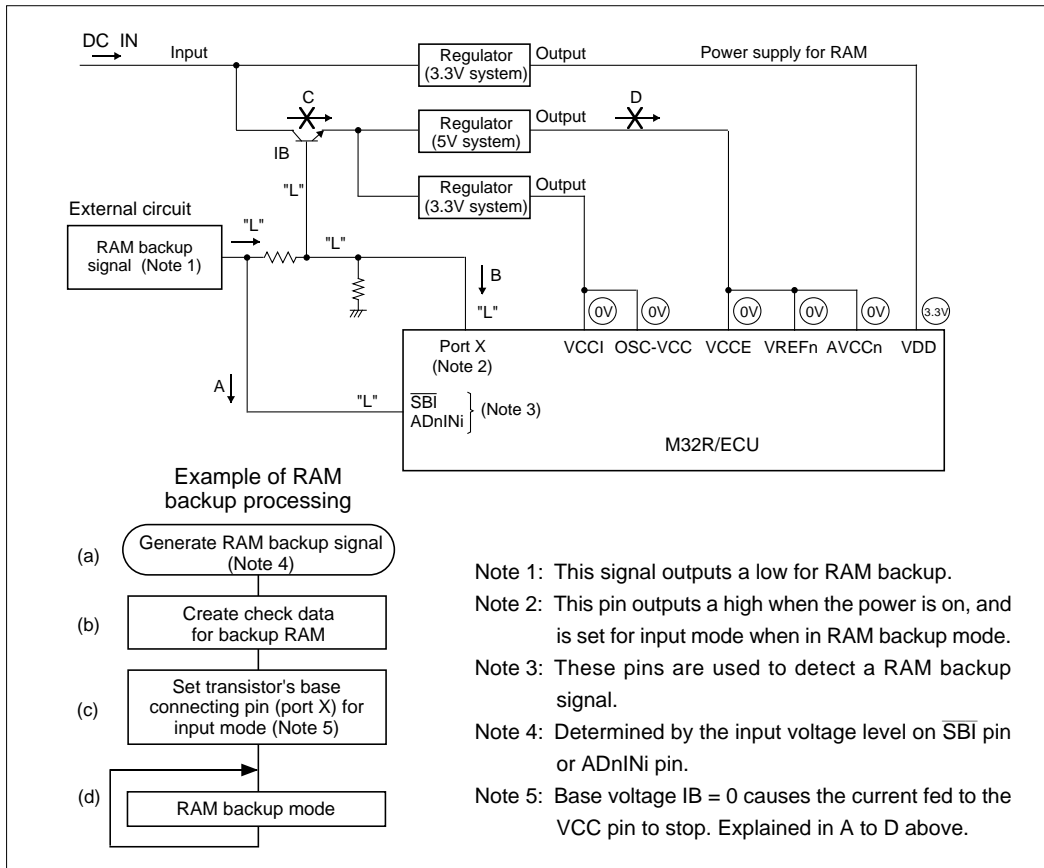 DC IN
Input
Regulator
(3.3V system)
Output
Power supply for RAM
C
D
Regulator
(5V system)
Output
IB
"L"
Regulator
(3.3V system)
Output
External circuit
RAM backup
signal (Note 1)
"L"
"L"
B
"L"
0V
0V
0V
0V
0V
3.3V
Port X
(Note 2)
VCCI
OSC-VCC
VCCE
VREFn
AVCCn
VDD
A
"L"
SBI
ADnINi
(Note 3)
M32R/ECU
Example of RAM
backup processing
(a)
Generate RAM backup signal
(Note 4)
(b)
Create check data
for backup RAM
(c)
Set transistor's base
connecting pin (port X) for
input mode (Note 5)
(d)
RAM backup mode
Note 1: This signal outputs a low for RAM backup.
Note 2: This pin outputs a high when the power is on, and
is set for input mode when in RAM backup mode.
Note 3: These pins are used to detect a RAM backup
signal.
Note 4: Determined by the input voltage level on SBI pin
or ADnINi pin.
Note 5: Base voltage IB = 0 causes the current fed to the
VCC pin to stop. Explained in A to D above.